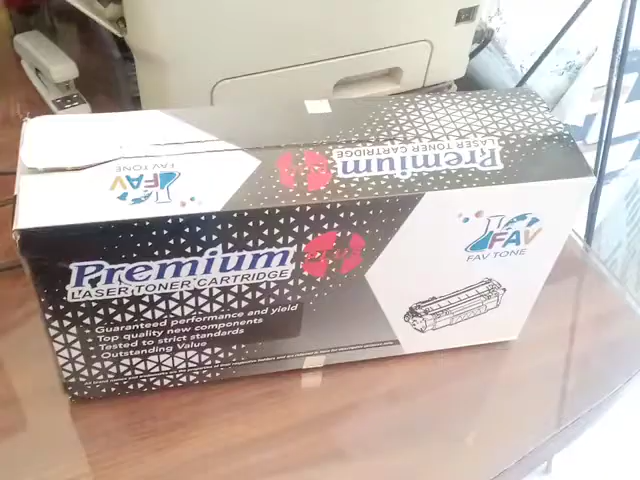 Premium
LASER TONER CARTRIDGE
FAV
FAV TONE
Premium
LASER TONER CARTRIDGE
Guaranteed performance and yield
Top quality new components
Tested to strict standards
Outstanding Value
FAV
FAV TONE